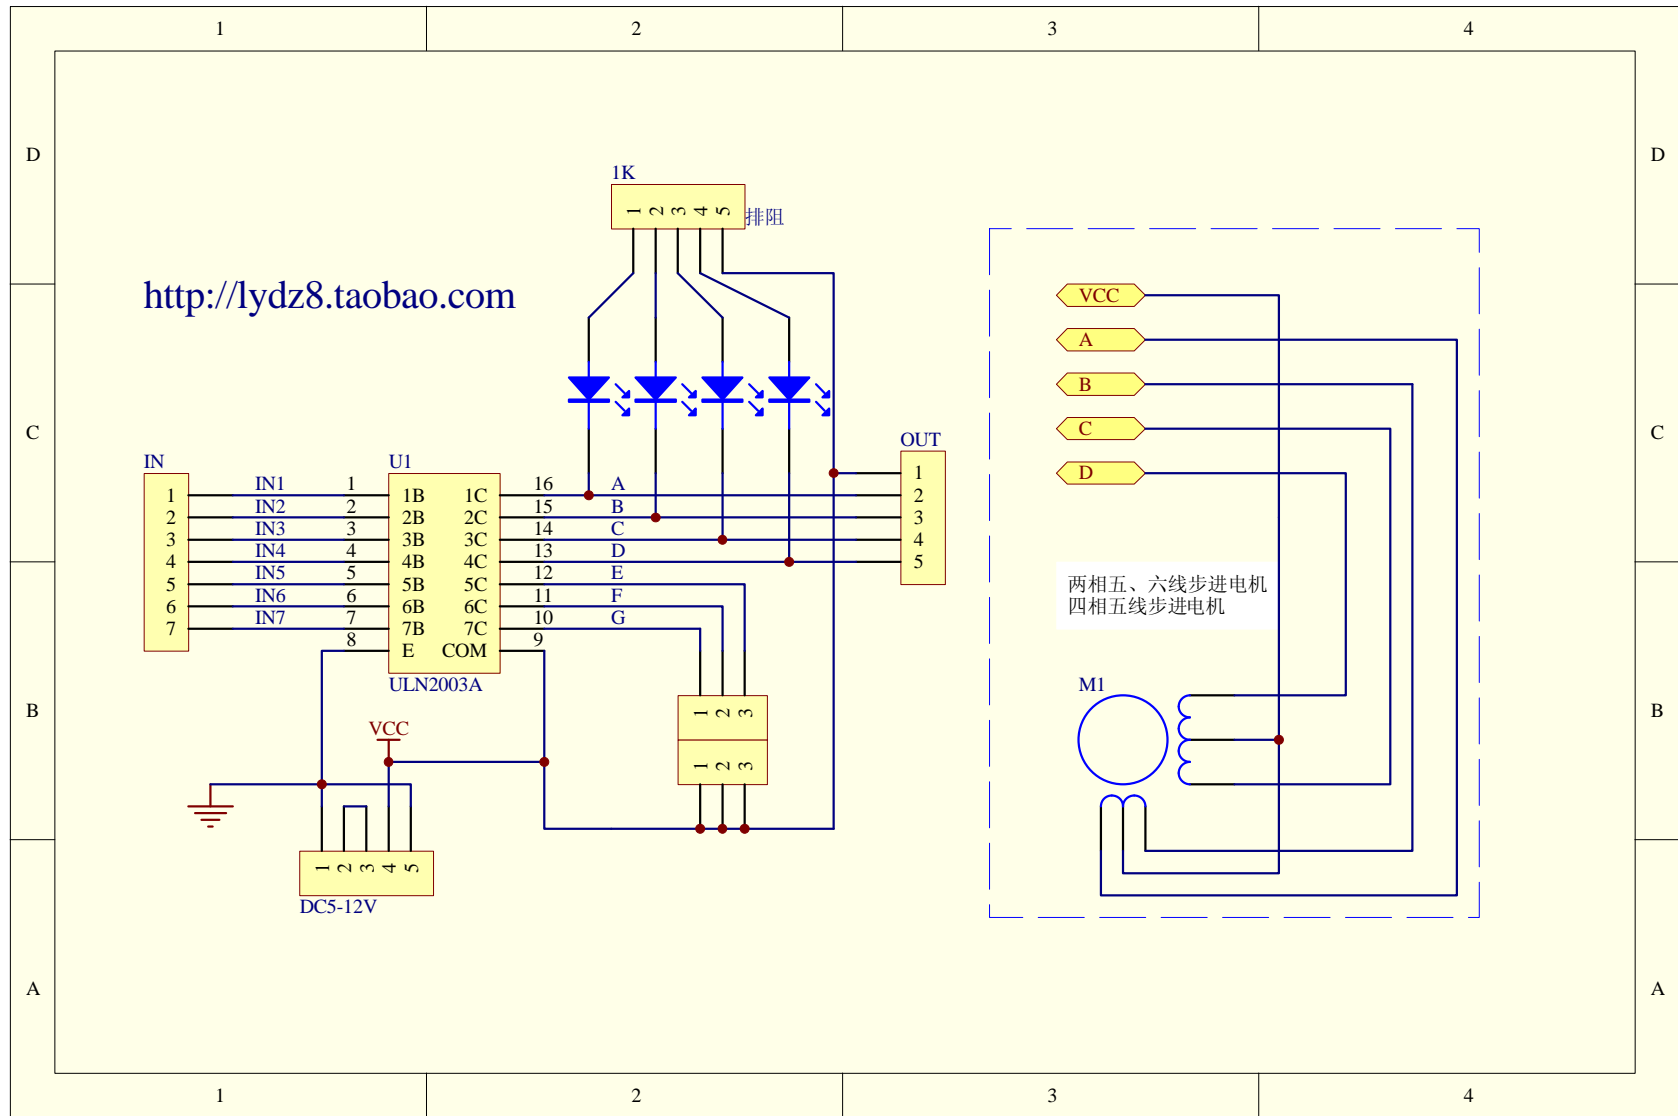 1 2 3 4
D D
1K
1 2 3 4 5
排阻
http://lydz8.taobao.com
VCC
A
B
C
D
C C
OUT
1
2
3
4
5
IN
1
2
3
4
5
6
7
IN1
IN2
IN3
IN4
IN5
IN6
IN7
1
2
3
4
5
6
7
8
U1
1B 1C
2B 2C
3B 3C
4B 4C
5B 5C
6B 6C
7B 7C
E COM
ULN2003A
16
15
14
13
12
11
10
9
A
B
C
D
E
F
G
两相五、六线步进电机
四相五线步进电机
M1
B B
1 2 3
1 2 3
VCC
1 2 3 4 5
DC5-12V
A A
1 2 3 4